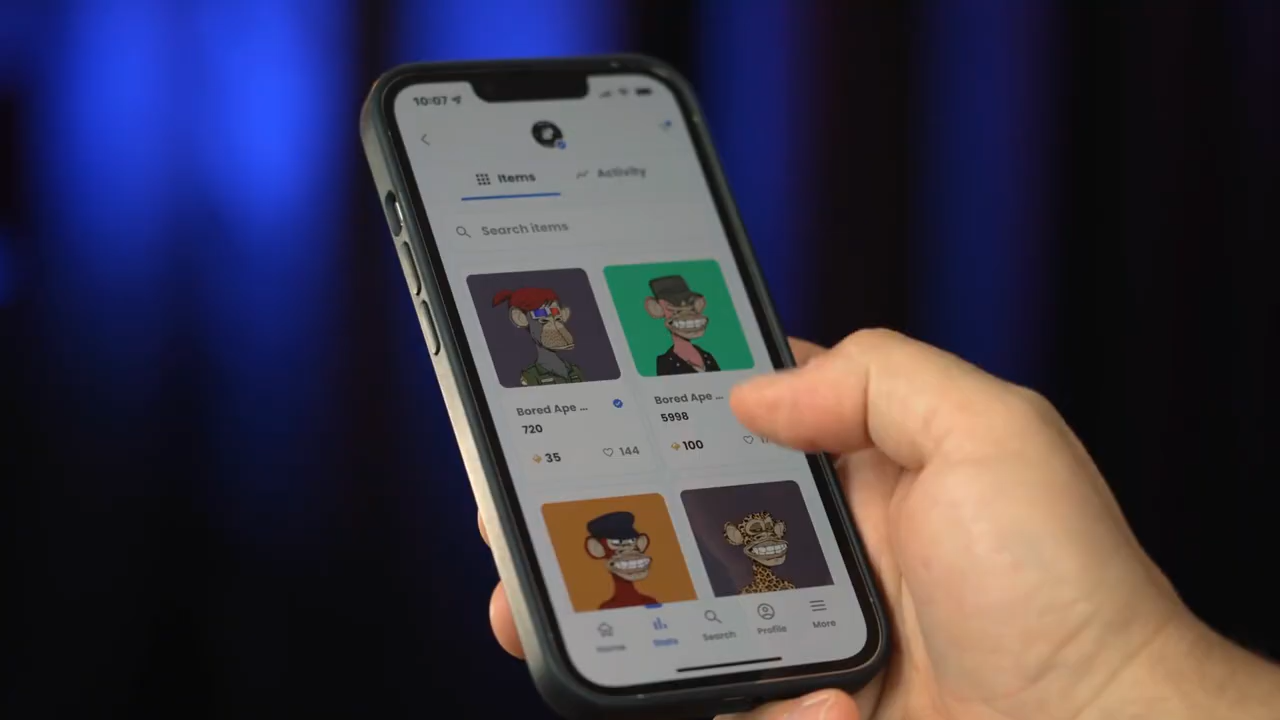 10:07
Items
Activity
Search items
Bored Ape ...
720
35
144
Bored Ape ...
5998
100
Home
Stats
Search
Profile
More